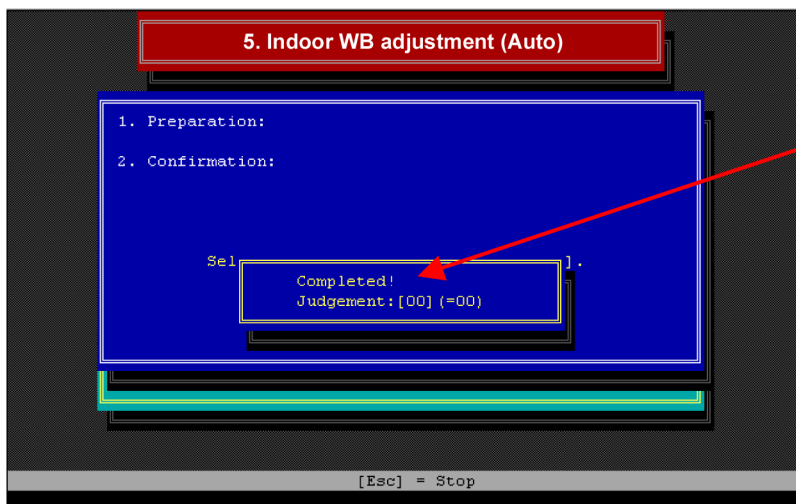 5. Indoor WB adjustment (Auto)
1. Preparation:
2. Confirmation:
Sel ].
Completed!
Judgement:[00](=00)
[Esc] = Stop